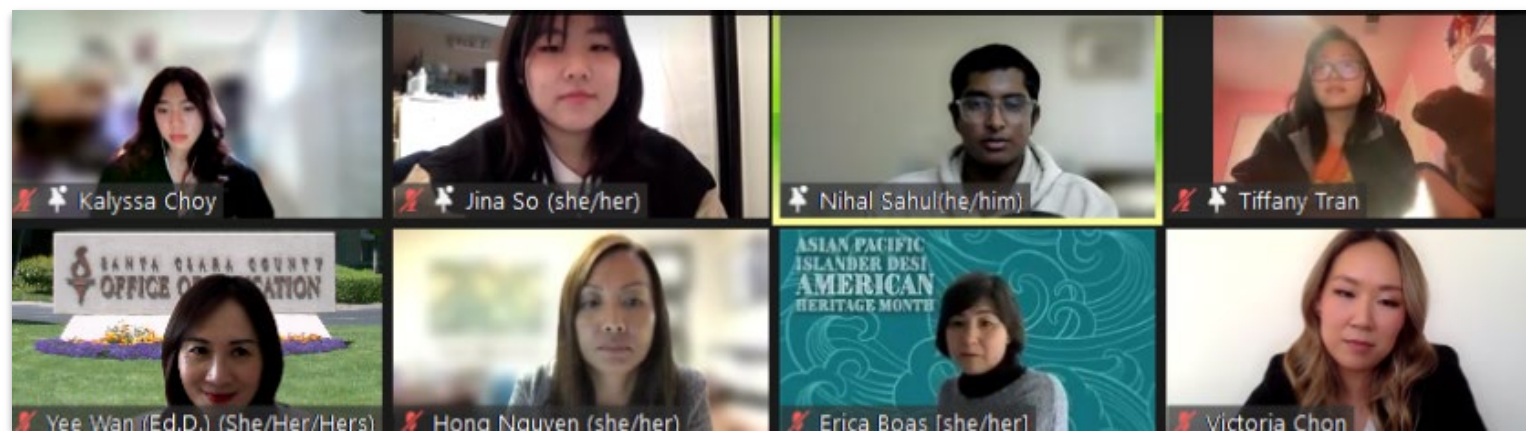 Kalyssa Choy
Jina So (she/her)
Nihal Sahul(he/him)
Tiffany Tran
SANTA CLARA COUNTY
OFFICE OF EDUCATION
ASIAN PACIFIC
ISLANDER DESI
AMERICAN
HERITAGE MONTH
Yee Wan (Ed.D.) (She/Her/Hers)
Hong Nguyen (she/her)
Erica Boas [she/her]
Victoria Chon